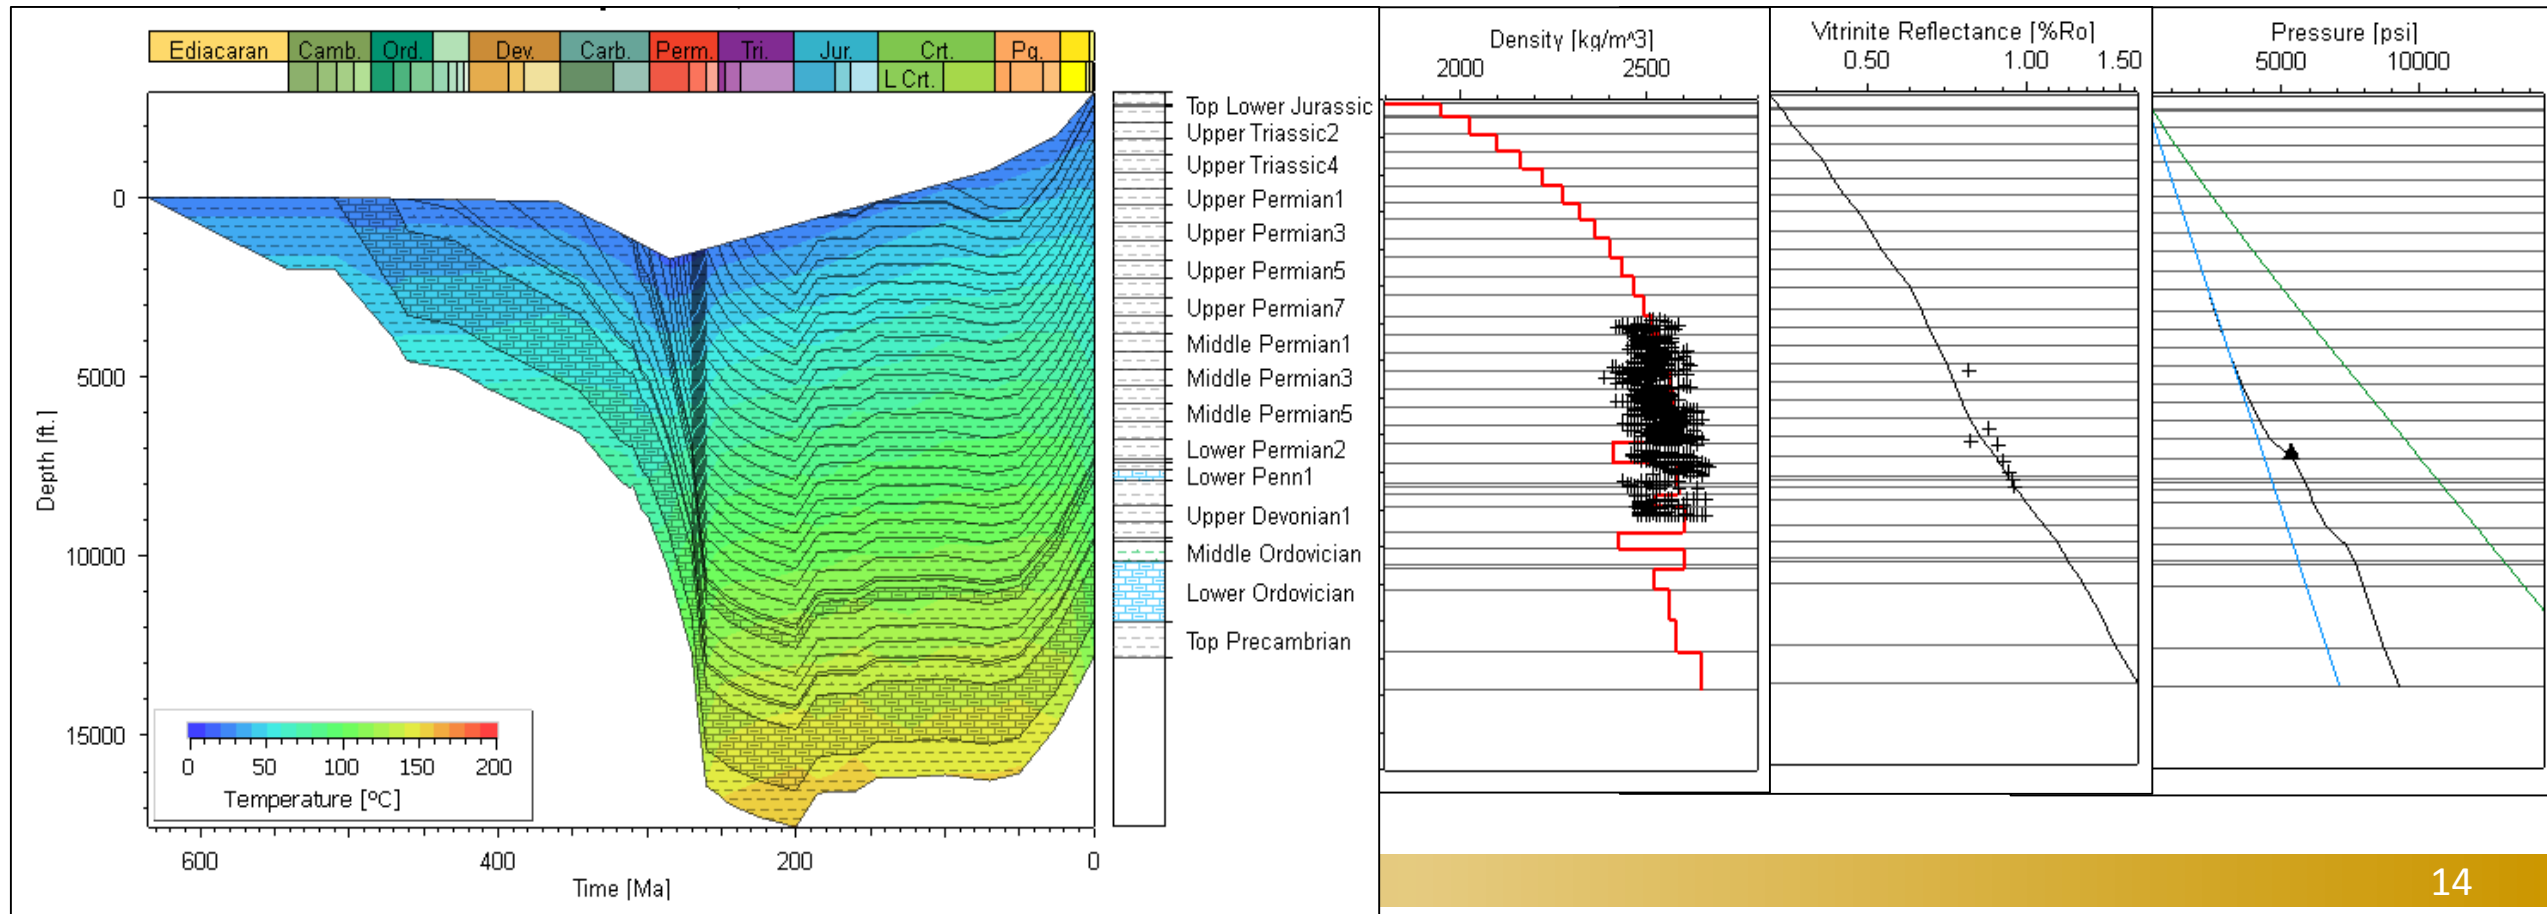 Ediacaran Camb. Ord. Dev. Carb. Perm. Tri. Jur. Crt. Pg.
L Crt.
Depth [ft.]
0
5000
10000
15000
0 50 100 150 200
Temperature [ºC]
600 400 200 0
Time [Ma]
Top Lower Jurassic
Upper Triassic2
Upper Triassic4
Upper Permian1
Upper Permian3
Upper Permian5
Upper Permian7
Middle Permian1
Middle Permian3
Middle Permian5
Lower Permian2
Lower Penn1
Upper Devonian1
Middle Ordovician
Lower Ordovician
Top Precambrian
Density [kg/m^3]
2000 2500
Vitrinite Reflectance [%Ro]
0.50 1.00 1.50
Pressure [psi]
5000 10000
14